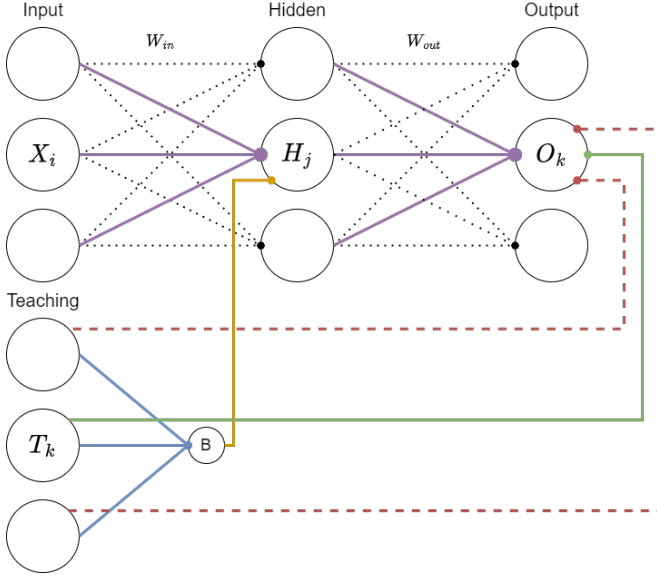 Input
Hidden
Output
W_in
W_out
X_i
H_j
O_k
Teaching
T_k
B